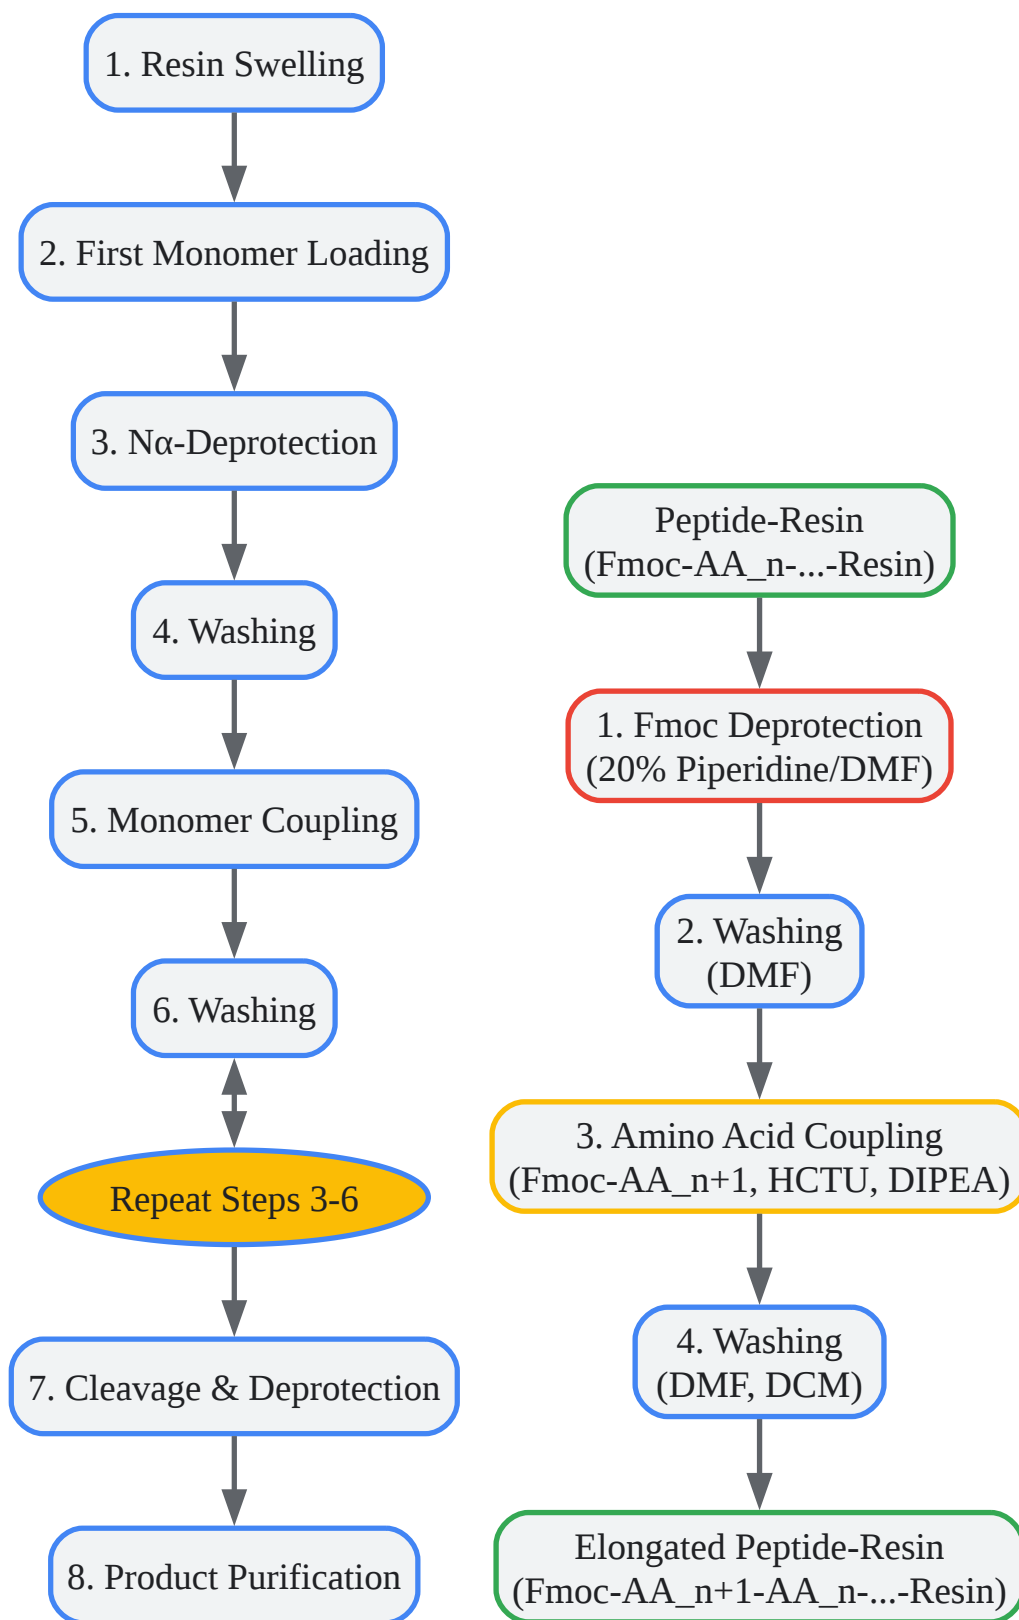 1. Resin Swelling
2. First Monomer Loading
3. Nα-Deprotection
4. Washing
5. Monomer Coupling
6. Washing
Repeat Steps 3-6
7. Cleavage & Deprotection
8. Product Purification
Peptide-Resin
(Fmoc-AA_n-...-Resin)
1. Fmoc Deprotection
(20% Piperidine/DMF)
2. Washing
(DMF)
3. Amino Acid Coupling
(Fmoc-AA_n+1, HCTU, DIPEA)
4. Washing
(DMF, DCM)
Elongated Peptide-Resin
(Fmoc-AA_n+1-AA_n-...-Resin)